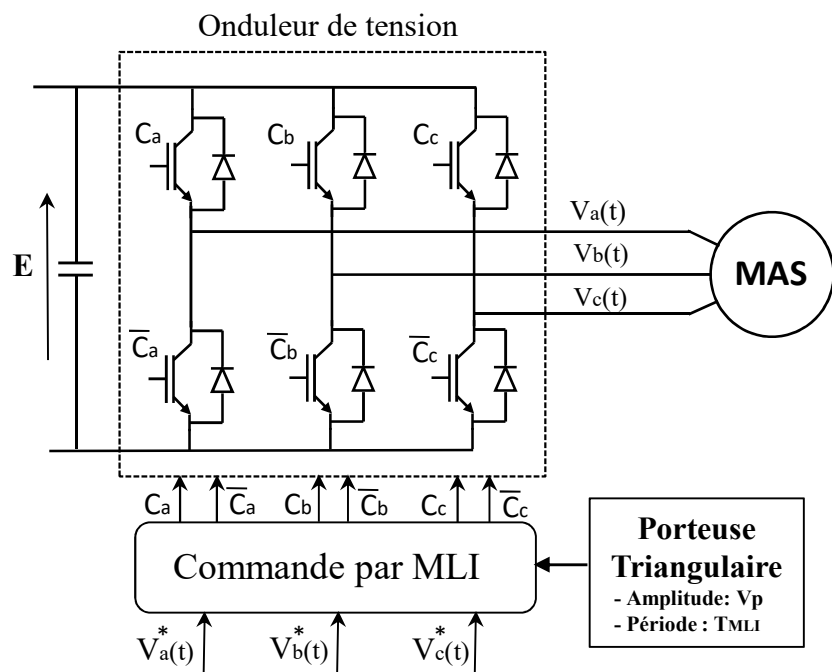 Onduleur de tension
Ca Cb Cc
Va(t)
E
Vb(t)
MAS
Vc(t)
C̅a C̅b C̅c
Ca C̅a Cb C̅b Cc C̅c
Commande par MLI
Porteuse
Triangulaire
- Amplitude: Vp
- Période : TMLI
V*a(t) V*b(t) V*c(t)